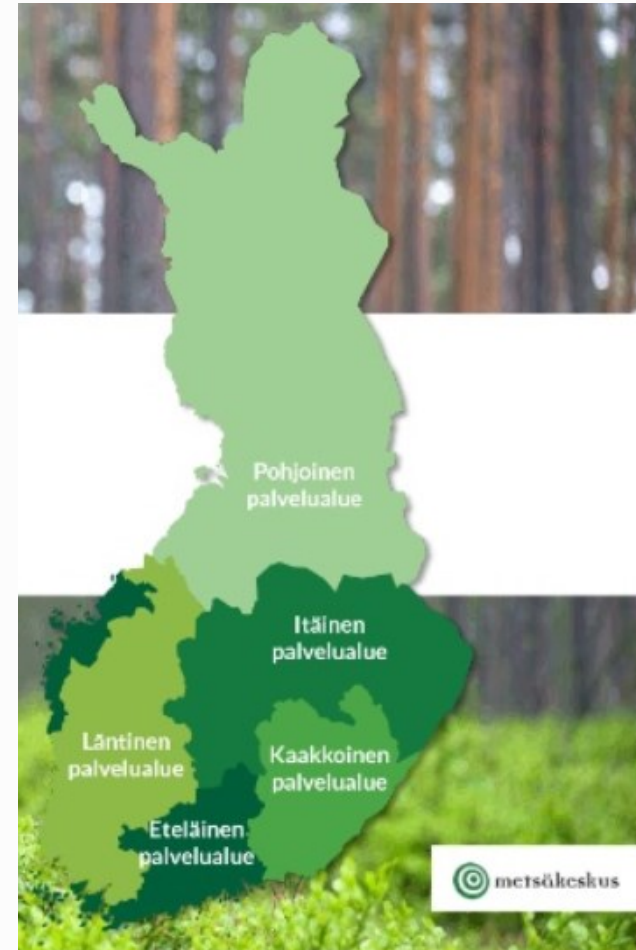 Pohjoinen
palvelualue
Itäinen
palvelualue
Läntinen
palvelualue
Kaakkoinen
palvelualue
Eteläinen
palvelualue
metsäkeskus